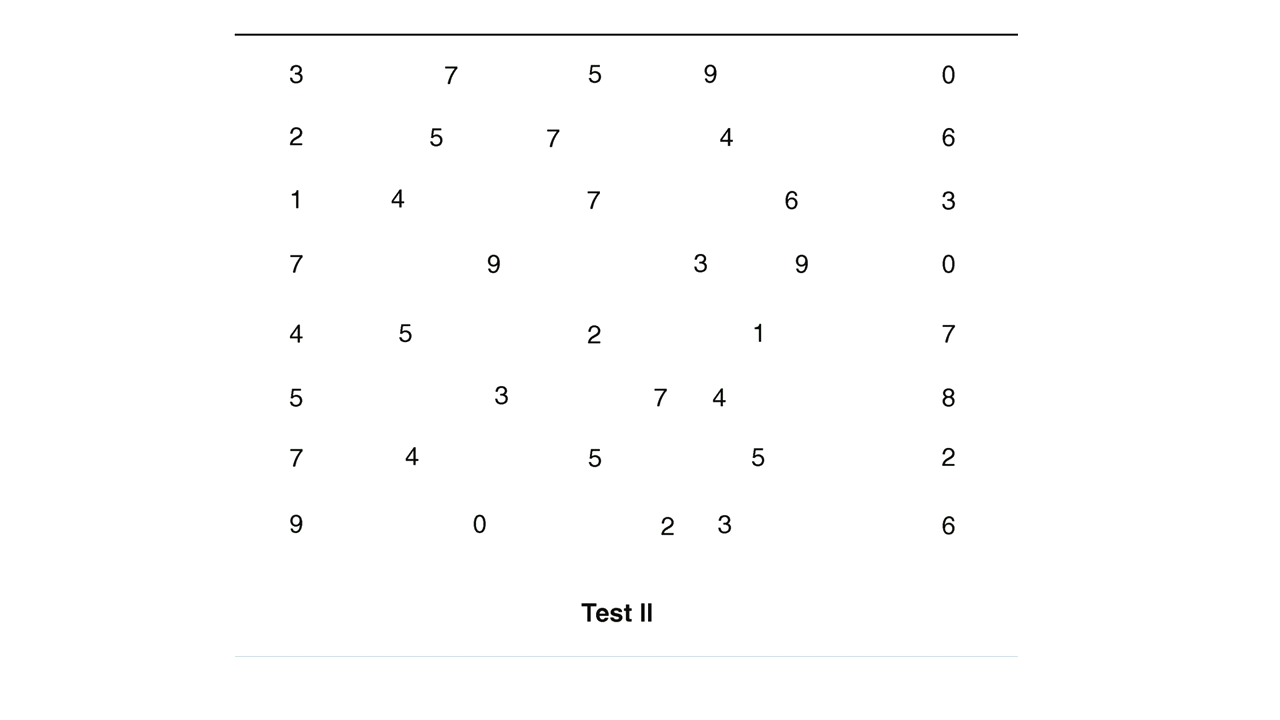 3 7 5 9 0
2 5 7 4 6
1 4 7 6 3
7 9 3 9 0
4 5 2 1 7
5 3 7 4 8
7 4 5 5 2
9 0 2 3 6
Test II